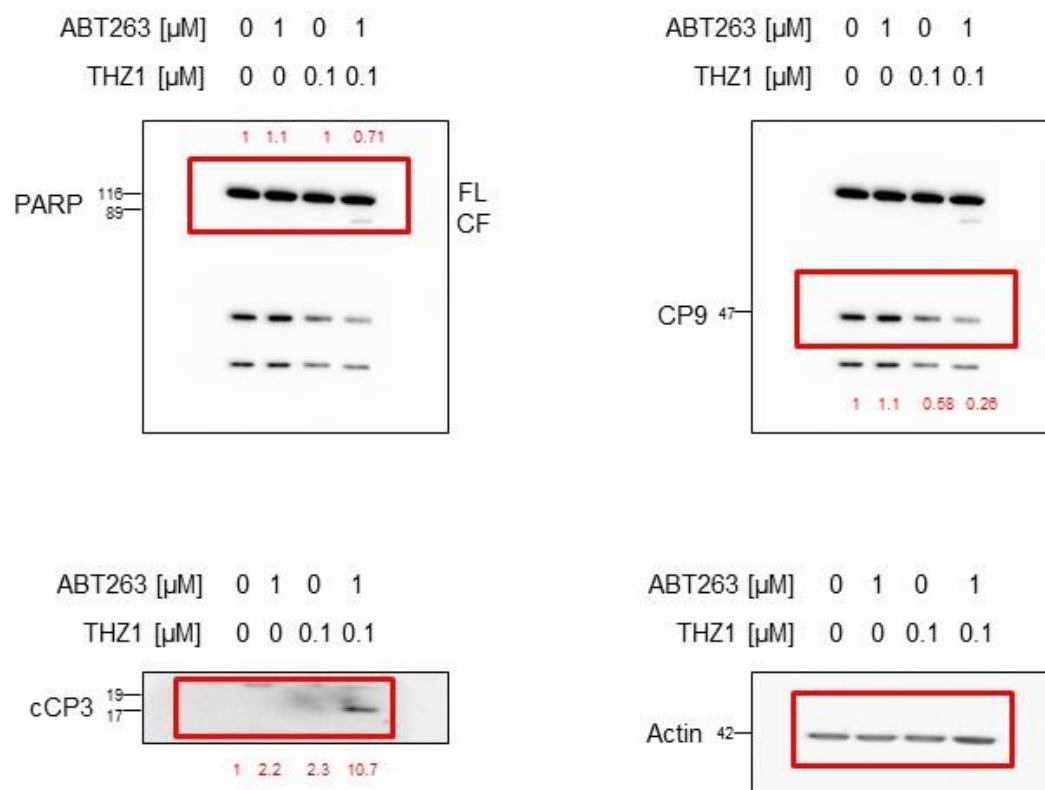 ABT263 [µM] 0 1 0 1
THZ1 [µM] 0 0 0.1 0.1
1 1.1 1 0.71
PARP 116 FL
89 CF
ABT263 [µM] 0 1 0 1
THZ1 [µM] 0 0 0.1 0.1
CP9 47
1 1.1 0.58 0.26
ABT263 [µM] 0 1 0 1
THZ1 [µM] 0 0 0.1 0.1
cCP3 19
17
1 2.2 2.3 10.7
ABT263 [µM] 0 1 0 1
THZ1 [µM] 0 0 0.1 0.1
Actin 42